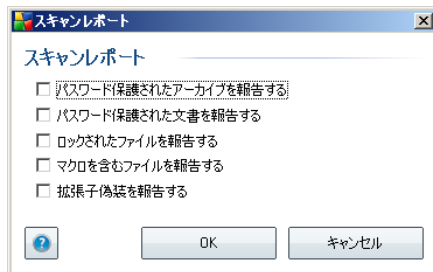 スキャンレポート
スキャンレポート
パスワード保護されたアーカイブを報告する
パスワード保護された文書を報告する
ロックされたファイルを報告する
マクロを含むファイルを報告する
拡張子偽装を報告する
OK
キャンセル